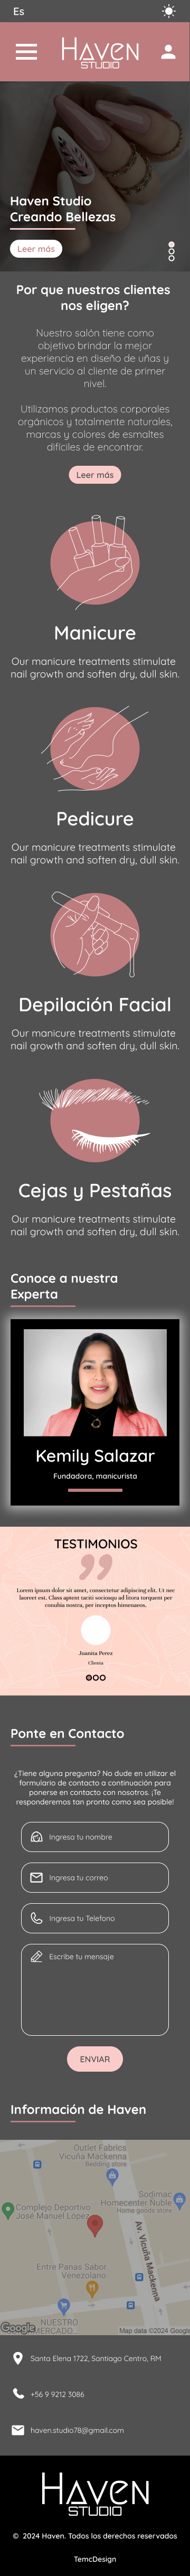 Es
HAVEN
STUDIO
Haven Studio
Creando Bellezas
Leer más
Por que nuestros clientes
nos eligen?
Nuestro salón tiene como
objetivo brindar la mejor
experiencia en diseño de uñas y
un servicio al cliente de primer
nivel.
Utilizamos productos corporales
orgánicos y totalmente naturales,
marcas y colores de esmaltes
difíciles de encontrar.
Leer más
Manicure
Our manicure treatments stimulate
nail growth and soften dry, dull skin.
Pedicure
Our manicure treatments stimulate
nail growth and soften dry, dull skin.
Depilación Facial
Our manicure treatments stimulate
nail growth and soften dry, dull skin.
Cejas y Pestañas
Our manicure treatments stimulate
nail growth and soften dry, dull skin.
Conoce a nuestra
Experta
Kemily Salazar
Fundadora, manicurista
TESTIMONIOS
Lorem ipsum dolor sit amet, consectetur adipiscing elit. Ut nec
laoreet est. Class aptent taciti sociosqu ad litora torquent per
conubia nostra, per inceptos himenaeos.
Juanita Perez
Clienta
Ponte en Contacto
¿Tiene alguna pregunta? No dude en utilizar el
formulario de contacto a continuación para
ponerse en contacto con nosotros. ¡Te
responderemos tan pronto como sea posible!
Ingresa tu nombre
Ingresa tu correo
Ingresa tu Telefono
Escribe tu mensaje
ENVIAR
Información de Haven
Outlet Fabrics
Vicuña Mackenna
Bedding store
Sodimac
Homecenter Ñuble
Home goods store
Complejo Deportivo
José Manuel López
Av. Vicuña Mackenna
Entre Panas Sabor
Venezolano
NUESTRO
MERCADO
Google
Map data ©2024 Google
Santa Elena 1722, Santiago Centro, RM
+56 9 9212 3086
haven.studio78@gmail.com
HAVEN
STUDIO
© 2024 Haven. Todos los derechos reservados
TemcDesign